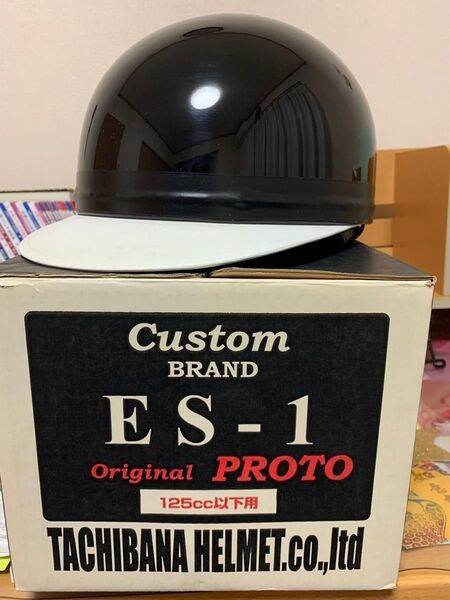 Custom
BRAND
ES-1
Original PROTO
125cc以下用
TACHIBANA HELMET.co.,ltd